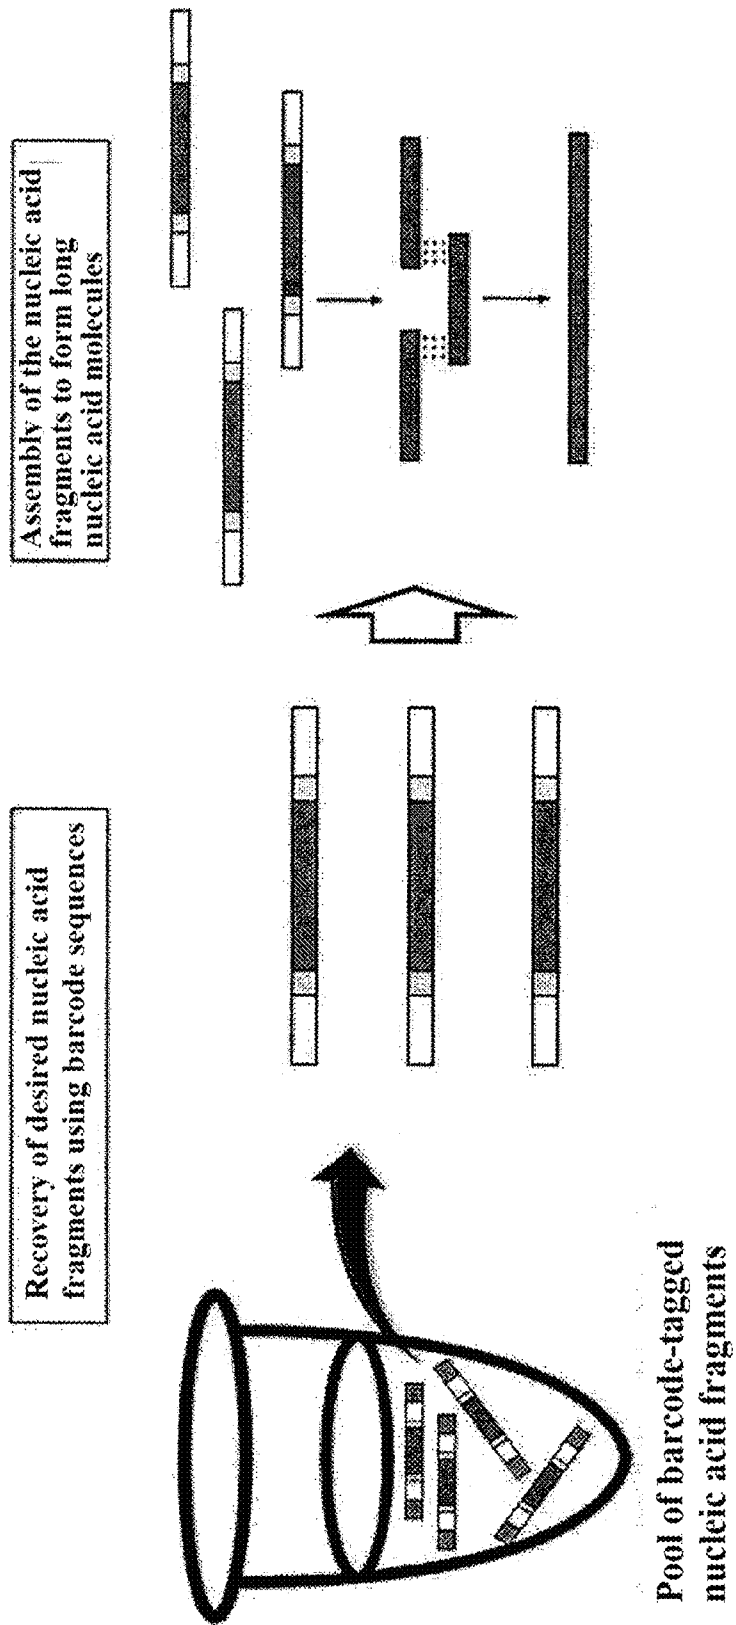 Pool of barcode-tagged
nucleic acid fragments
Recovery of desired nucleic acid
fragments using barcode sequences
Assembly of the nucleic acid
fragments to form long
nucleic acid molecules